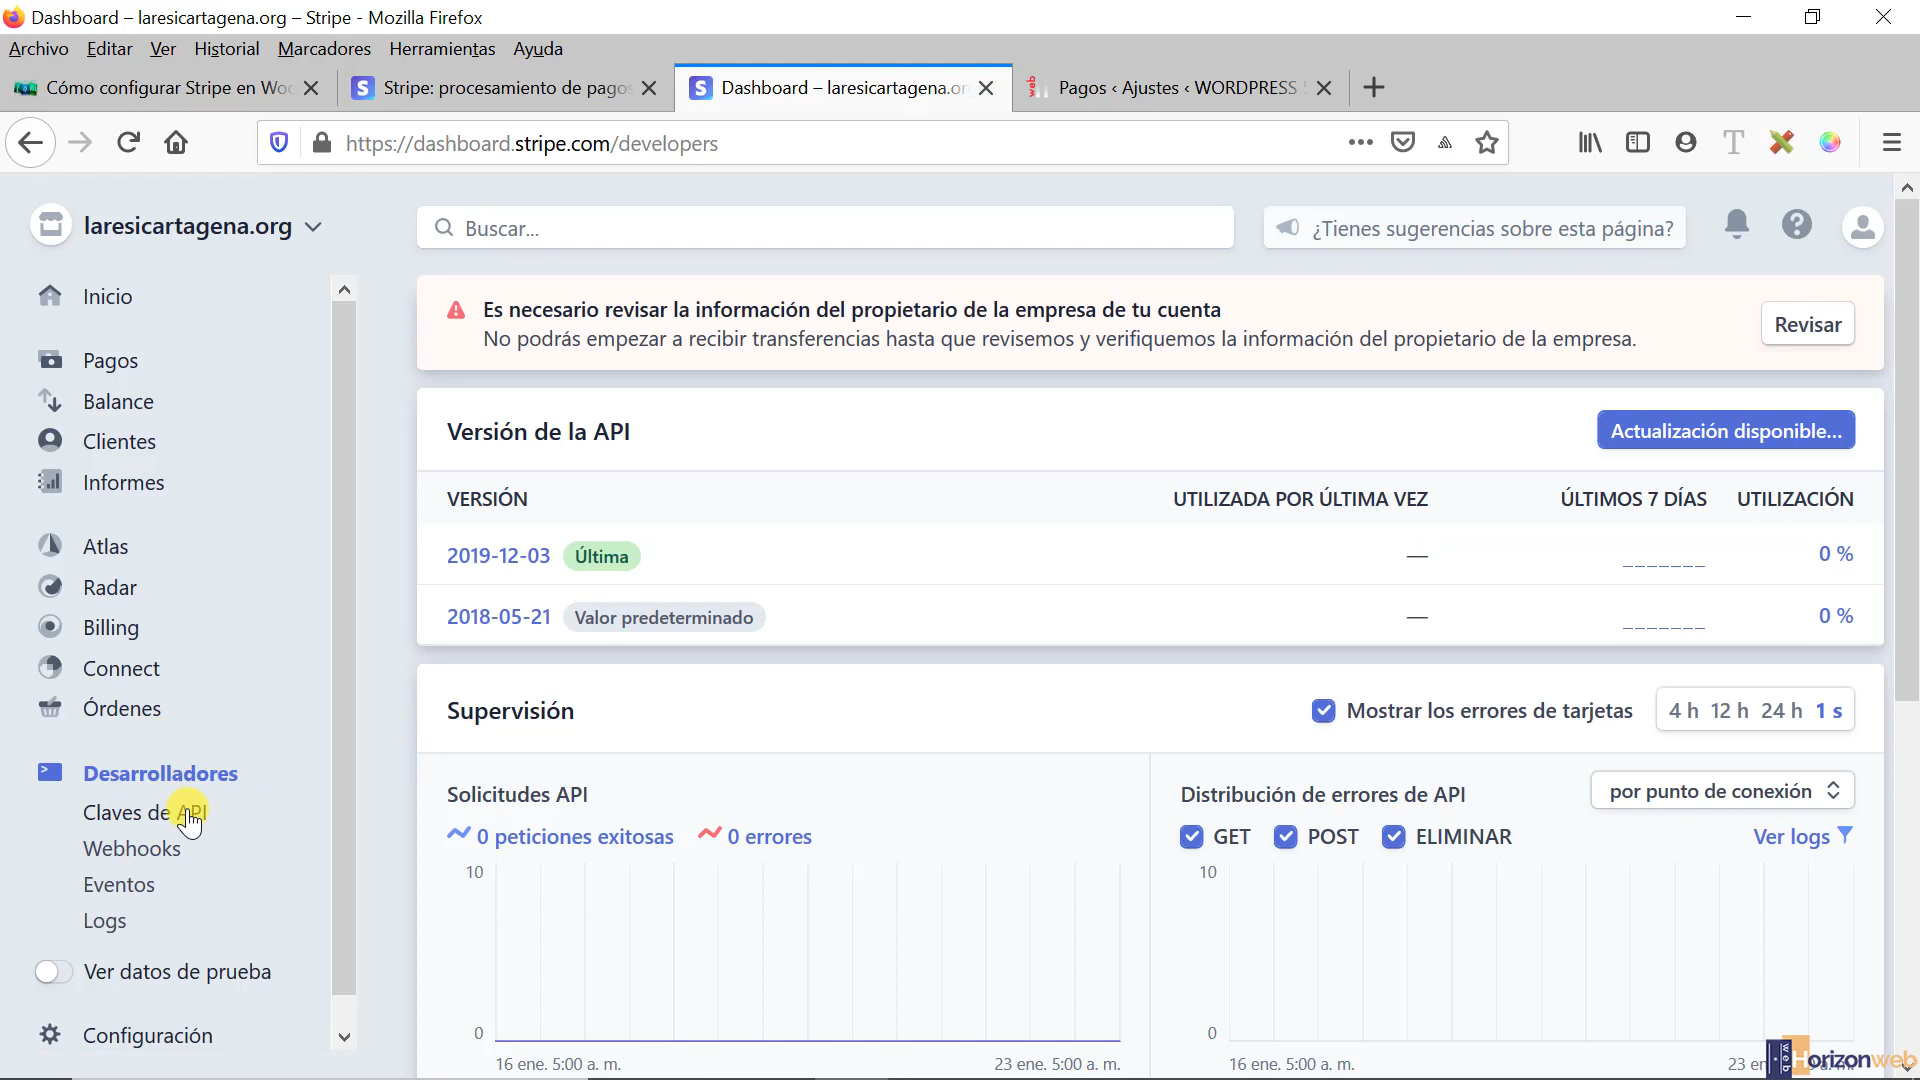 Dashboard – laresicartagena.org – Stripe - Mozilla Firefox
Archivo Editar Ver Historial Marcadores Herramientas Ayuda
Cómo configurar Stripe en Woo
Stripe: procesamiento de pagos
Dashboard – laresicartagena.or
Pagos ‹ Ajustes ‹ WORDPRESS
https://dashboard.stripe.com/developers
laresicartagena.org
Buscar...
¿Tienes sugerencias sobre esta página?
Inicio
Pagos
Balance
Clientes
Informes
Atlas
Radar
Billing
Connect
Órdenes
Desarrolladores
Claves de API
Webhooks
Eventos
Logs
Ver datos de prueba
Configuración
Es necesario revisar la información del propietario de la empresa de tu cuenta
No podrás empezar a recibir transferencias hasta que revisemos y verifiquemos la información del propietario de la empresa.
Revisar
Versión de la API
Actualización disponible...
VERSIÓN UTILIZADA POR ÚLTIMA VEZ ÚLTIMOS 7 DÍAS UTILIZACIÓN
2019-12-03 Última — 0 %
2018-05-21 Valor predeterminado — 0 %
Supervisión
Mostrar los errores de tarjetas
4 h 12 h 24 h 1 s
Solicitudes API
0 peticiones exitosas 0 errores
10
0
16 ene. 5:00 a. m. 23 ene. 5:00 a. m.
Distribución de errores de API
por punto de conexión
GET POST ELIMINAR
Ver logs
10
0
16 ene. 5:00 a. m.
web Horizonweb